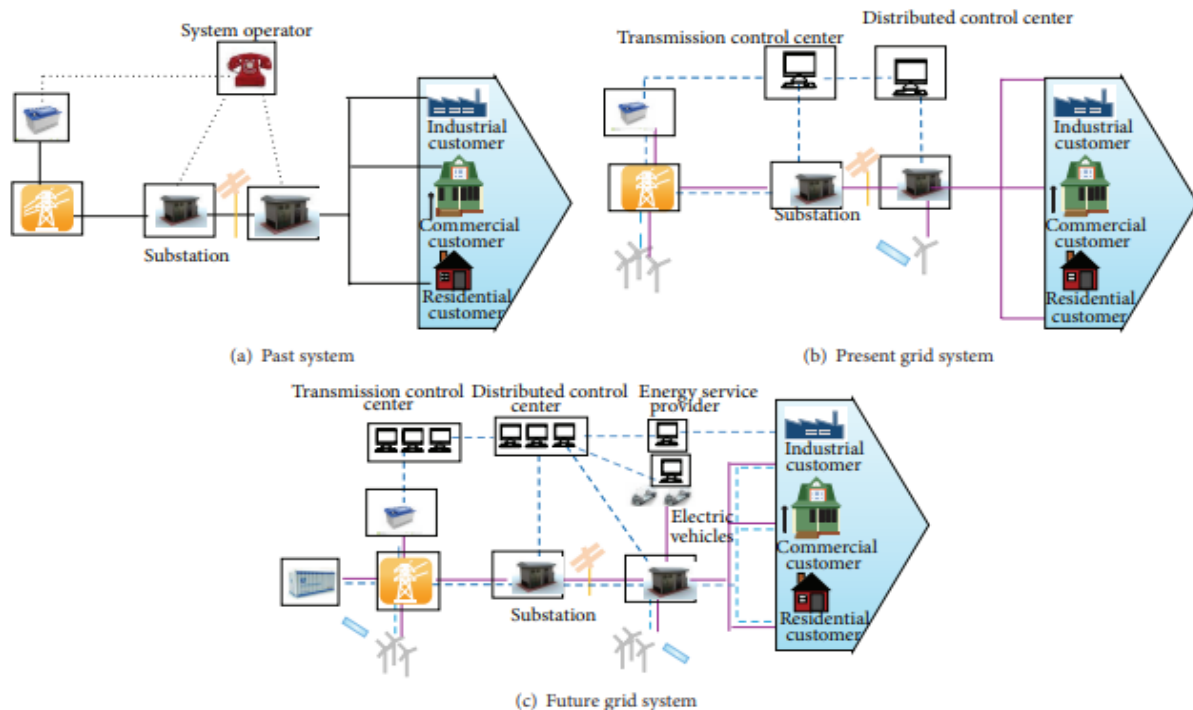 System operator
Substation
Industrial
customer
Commercial
customer
Residential
customer
(a) Past system
Distributed control center
Transmission control center
Substation
Industrial
customer
Commercial
customer
Residential
customer
(b) Present grid system
Transmission control
center
Distributed control
center
Energy service
provider
Electric
vehicles
Substation
Industrial
customer
Commercial
customer
Residential
customer
(c) Future grid system